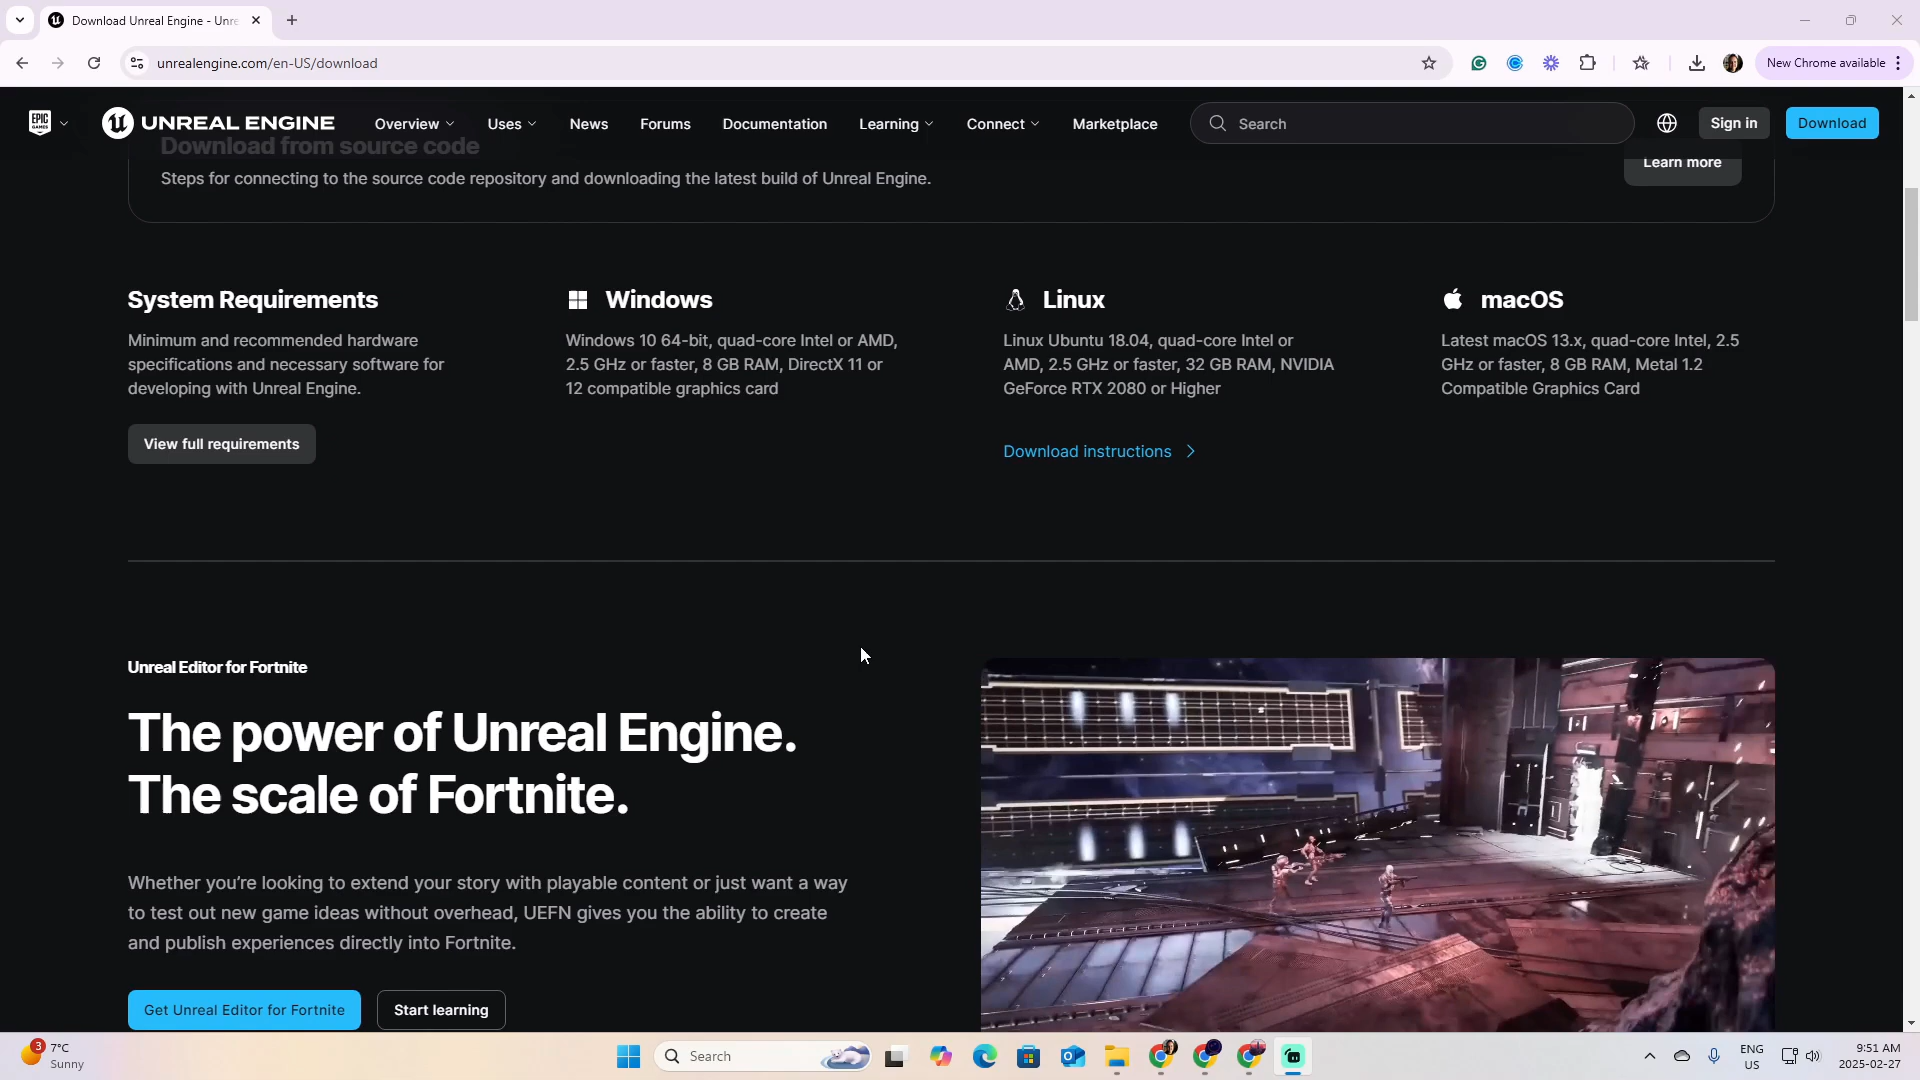 Download Unreal Engine - Unre
unrealengine.com/en-US/download
New Chrome available
EPIC GAMES
UNREAL ENGINE
Overview
Uses
News
Forums
Documentation
Learning
Connect
Marketplace
Search
Sign in
Download
Download from source code
Steps for connecting to the source code repository and downloading the latest build of Unreal Engine.
Learn more
System Requirements
Minimum and recommended hardware
specifications and necessary software for
developing with Unreal Engine.
View full requirements
Windows
Windows 10 64-bit, quad-core Intel or AMD,
2.5 GHz or faster, 8 GB RAM, DirectX 11 or
12 compatible graphics card
Linux
Linux Ubuntu 18.04, quad-core Intel or
AMD, 2.5 GHz or faster, 32 GB RAM, NVIDIA
GeForce RTX 2080 or Higher
Download instructions
macOS
Latest macOS 13.x, quad-core Intel, 2.5
GHz or faster, 8 GB RAM, Metal 1.2
Compatible Graphics Card
Unreal Editor for Fortnite
The power of Unreal Engine.
The scale of Fortnite.
Whether you're looking to extend your story with playable content or just want a way
to test out new game ideas without overhead, UEFN gives you the ability to create
and publish experiences directly into Fortnite.
Get Unreal Editor for Fortnite
Start learning
3
7°C
Sunny
Search
ENG
US
9:51 AM
2025-02-27